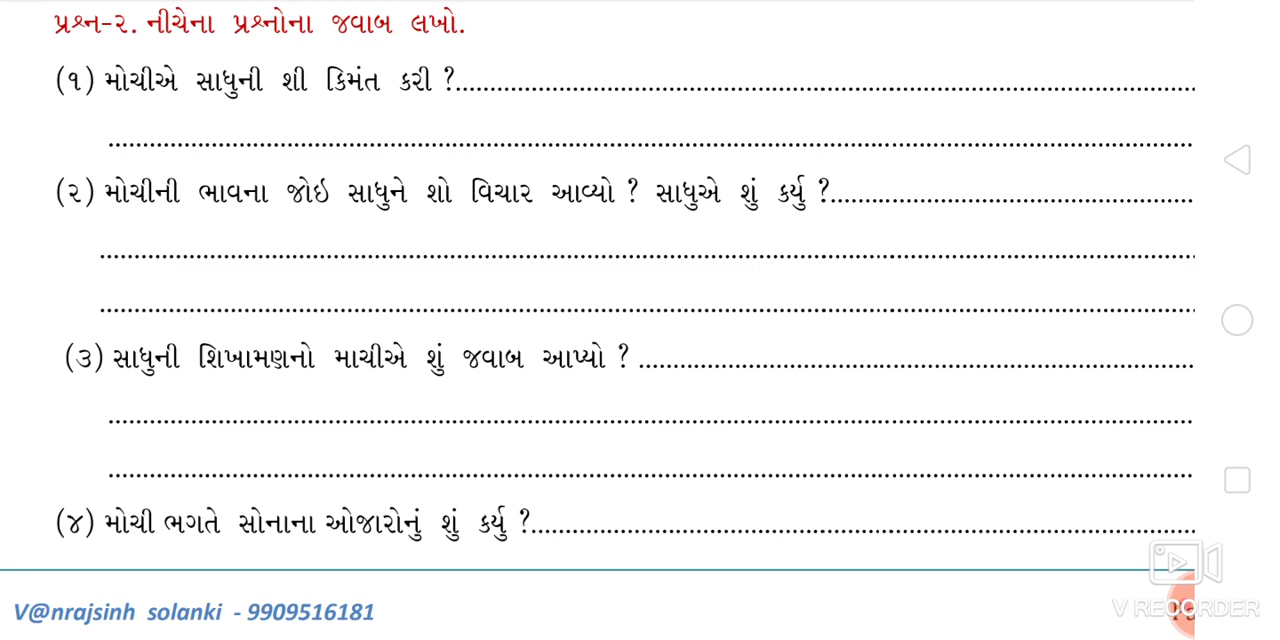 પ્રશ્ન-૨. નીચેના પ્રશ્નોના જવાબ લખો.
(૧) મોચીએ સાધુની શી કિમંત કરી ?
(૨) મોચીની ભાવના જોઇ સાધુને શો વિચાર આવ્યો ? સાધુએ શું કર્યુ ?
(૩) સાધુની શિખામણનો માચીએ શું જવાબ આપ્યો ?
(૪) મોચી ભગતે સોનાના ઓજારોનું શું કર્યુ ?
V@nrajsinh solanki - 9909516181
V RECORDER